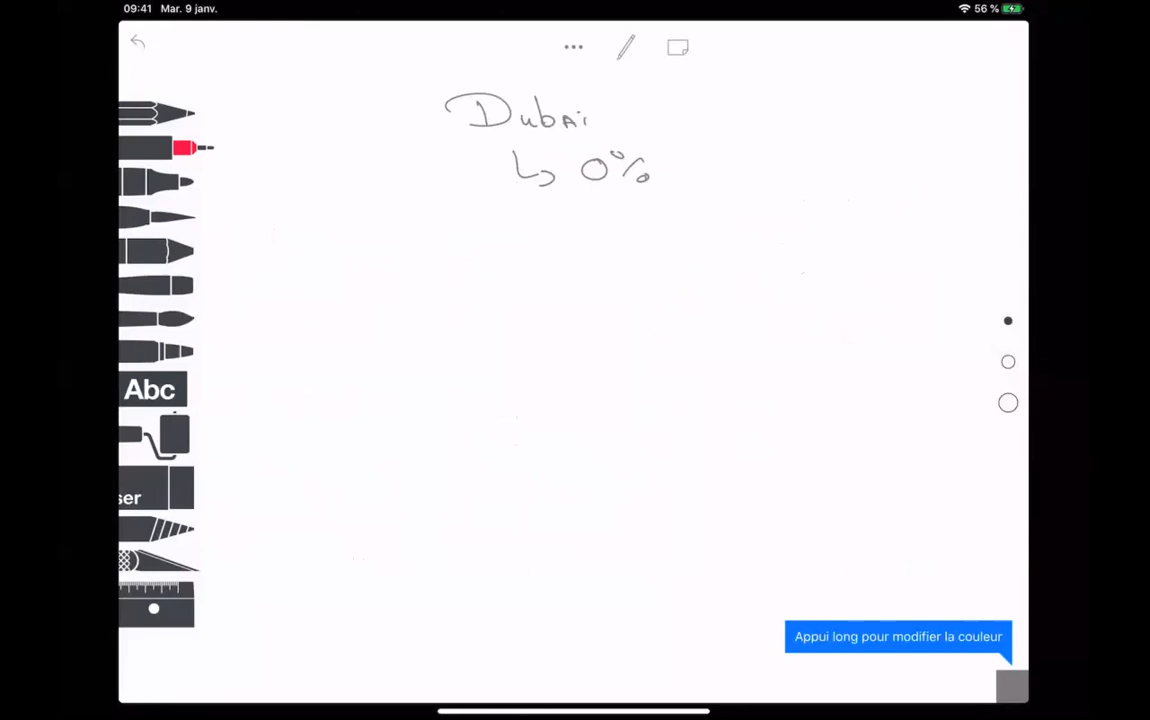 09:41 Mar. 9 janv.
56 %
Dubai
↳ 0%
Abc
ser
Appui long pour modifier la couleur